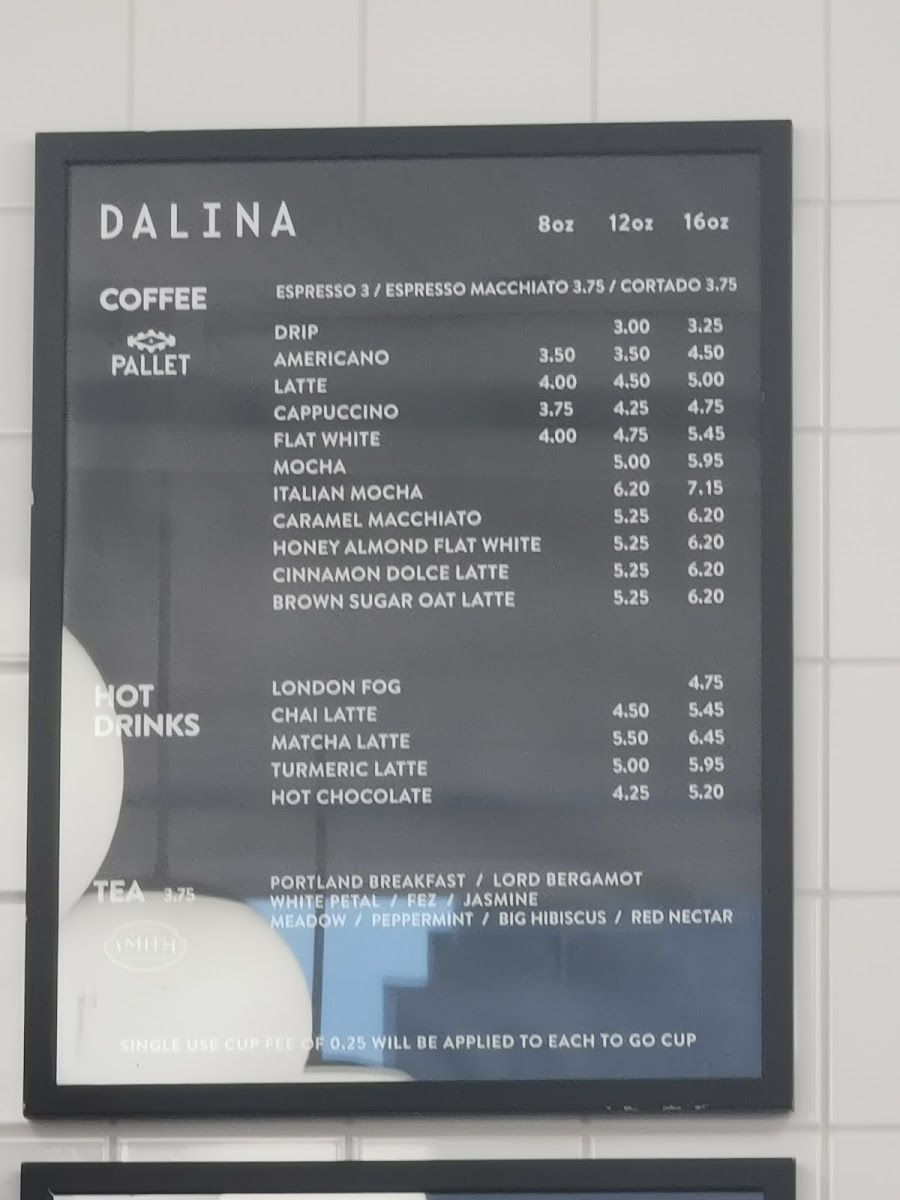 DALINA 8oz 12oz 16oz
COFFEE ESPRESSO 3 / ESPRESSO MACCHIATO 3.75 / CORTADO 3.75
PALLET
DRIP 3.00 3.25
AMERICANO 3.50 3.50 4.50
LATTE 4.00 4.50 5.00
CAPPUCCINO 3.75 4.25 4.75
FLAT WHITE 4.00 4.75 5.45
MOCHA 5.00 5.95
ITALIAN MOCHA 6.20 7.15
CARAMEL MACCHIATO 5.25 6.20
HONEY ALMOND FLAT WHITE 5.25 6.20
CINNAMON DOLCE LATTE 5.25 6.20
BROWN SUGAR OAT LATTE 5.25 6.20
HOT
DRINKS
LONDON FOG 4.75
CHAI LATTE 4.50 5.45
MATCHA LATTE 5.50 6.45
TURMERIC LATTE 5.00 5.95
HOT CHOCOLATE 4.25 5.20
TEA 3.75
SMITH
PORTLAND BREAKFAST / LORD BERGAMOT
WHITE PETAL / FEZ / JASMINE
MEADOW / PEPPERMINT / BIG HIBISCUS / RED NECTAR
SINGLE USE CUP FEE OF 0.25 WILL BE APPLIED TO EACH TO GO CUP